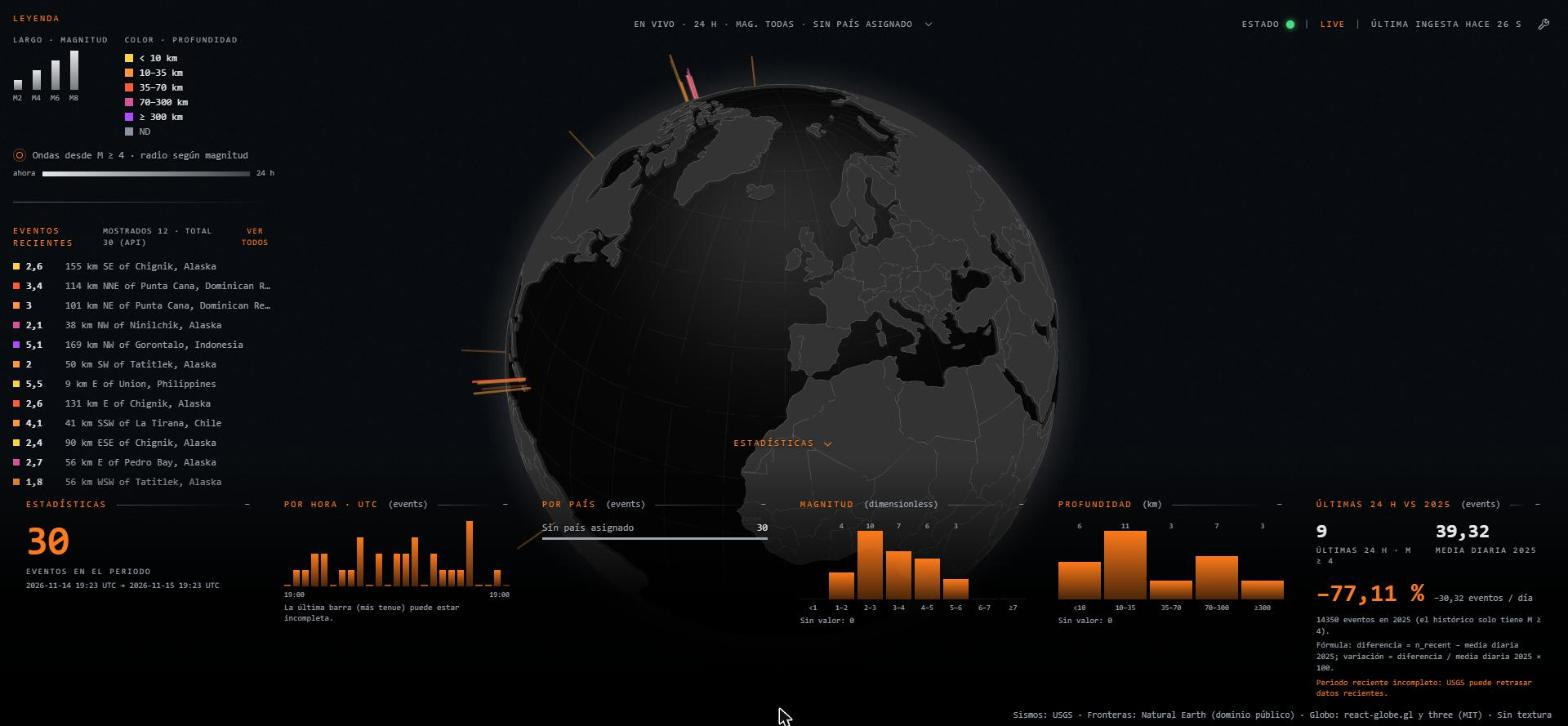 LEYENDA
LARGO · MAGNITUD
COLOR · PROFUNDIDAD
M2 M4 M6 M8
< 10 km
10–35 km
35–70 km
70–300 km
≥ 300 km
ND
Ondas desde M ≥ 4 · radio según magnitud
ahora 24 h
EN VIVO · 24 H · MAG. TODAS · SIN PAÍS ASIGNADO
ESTADO | LIVE | ÚLTIMA INGESTA HACE 26 S
EVENTOS RECIENTES
MOSTRADOS 12 · TOTAL 30 (API)
VER TODOS
2,6 155 km SE of Chignik, Alaska
3,4 114 km NNE of Punta Cana, Dominican R…
3 101 km NE of Punta Cana, Dominican Re…
2,1 38 km NW of Ninilchik, Alaska
5,1 169 km NW of Gorontalo, Indonesia
2 50 km SW of Tatitlek, Alaska
5,5 9 km E of Union, Philippines
2,6 131 km E of Chignik, Alaska
4,1 41 km SSW of La Tirana, Chile
2,4 90 km ESE of Chignik, Alaska
2,7 56 km E of Pedro Bay, Alaska
1,8 56 km WSW of Tatitlek, Alaska
ESTADÍSTICAS
ESTADÍSTICAS –
30
EVENTOS EN EL PERIODO
2026-11-14 19:23 UTC → 2026-11-15 19:23 UTC
POR HORA · UTC (events) –
19:00 19:00
La última barra (más tenue) puede estar
incompleta.
POR PAÍS (events) –
Sin país asignado 30
MAGNITUD (dimensionless) –
4 10 7 6 3
<1 1–2 2–3 3–4 4–5 5–6 6–7 ≥7
Sin valor: 0
PROFUNDIDAD (km) –
6 11 3 7 3
<10 10–35 35–70 70–300 ≥300
Sin valor: 0
ÚLTIMAS 24 H VS 2025 (events) –
9 39,32
ÚLTIMAS 24 H · M ≥ 4
MEDIA DIARIA 2025
−77,11 % −30,32 eventos / día
14350 eventos en 2025 (el histórico solo tiene M ≥
4).
Fórmula: diferencia = n_recent − media diaria
2025; variación = diferencia / media diaria 2025 ×
100.
Periodo reciente incompleto: USGS puede retrasar
datos recientes.
Sismos: USGS · Fronteras: Natural Earth (dominio público) · Globo: react-globe.gl y three (MIT) · Sin textura